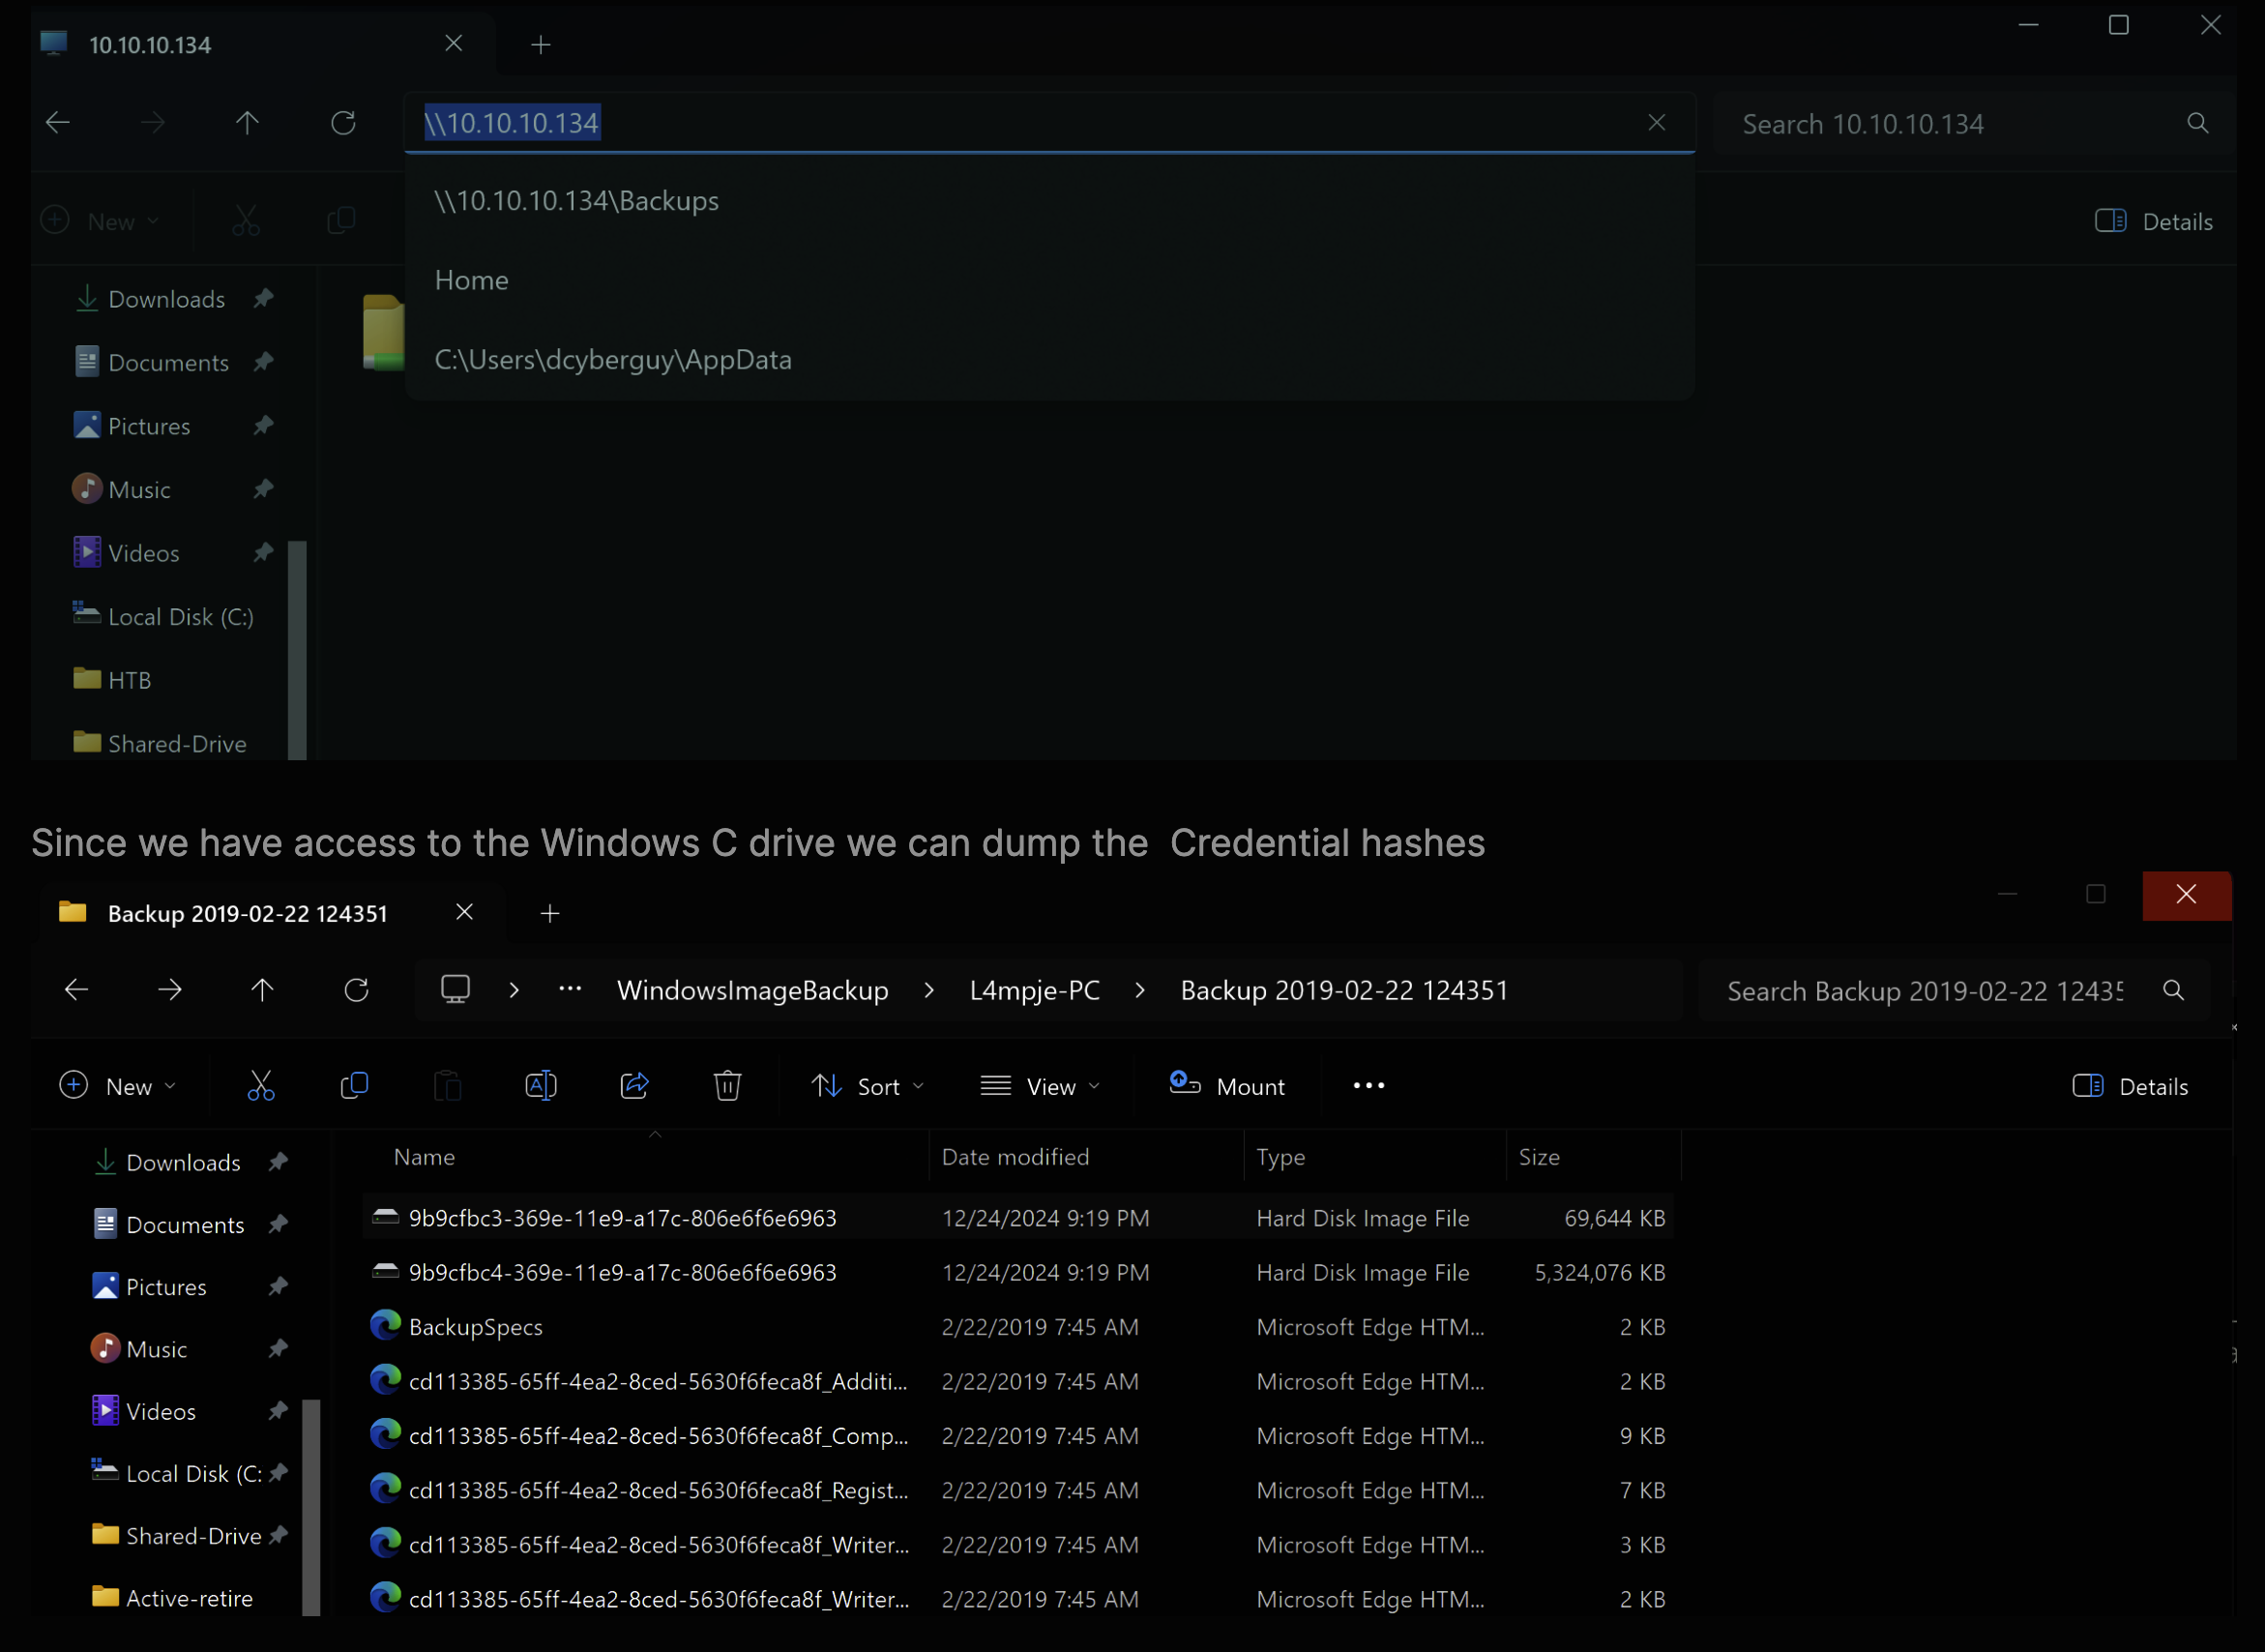 10.10.10.134
\\10.10.10.134
Search 10.10.10.134
\\10.10.10.134\Backups
Home
C:\Users\dcyberguy\AppData
New
Details
Downloads
Documents
Pictures
Music
Videos
Local Disk (C:)
HTB
Shared-Drive
Since we have access to the Windows C drive we can dump the  Credential hashes
Backup 2019-02-22 124351
... WindowsImageBackup > L4mpje-PC > Backup 2019-02-22 124351
Search Backup 2019-02-22 1243
New
Sort
View
Mount
...
Details
Downloads
Documents
Pictures
Music
Videos
Local Disk (C:
Shared-Drive
Active-retire
Name Date modified Type Size
9b9cfbc3-369e-11e9-a17c-806e6f6e6963 12/24/2024 9:19 PM Hard Disk Image File 69,644 KB
9b9cfbc4-369e-11e9-a17c-806e6f6e6963 12/24/2024 9:19 PM Hard Disk Image File 5,324,076 KB
BackupSpecs 2/22/2019 7:45 AM Microsoft Edge HTM... 2 KB
cd113385-65ff-4ea2-8ced-5630f6feca8f_Additi... 2/22/2019 7:45 AM Microsoft Edge HTM... 2 KB
cd113385-65ff-4ea2-8ced-5630f6feca8f_Comp... 2/22/2019 7:45 AM Microsoft Edge HTM... 9 KB
cd113385-65ff-4ea2-8ced-5630f6feca8f_Regist... 2/22/2019 7:45 AM Microsoft Edge HTM... 7 KB
cd113385-65ff-4ea2-8ced-5630f6feca8f_Writer... 2/22/2019 7:45 AM Microsoft Edge HTM... 3 KB
cd113385-65ff-4ea2-8ced-5630f6feca8f_Writer... 2/22/2019 7:45 AM Microsoft Edge HTM... 2 KB